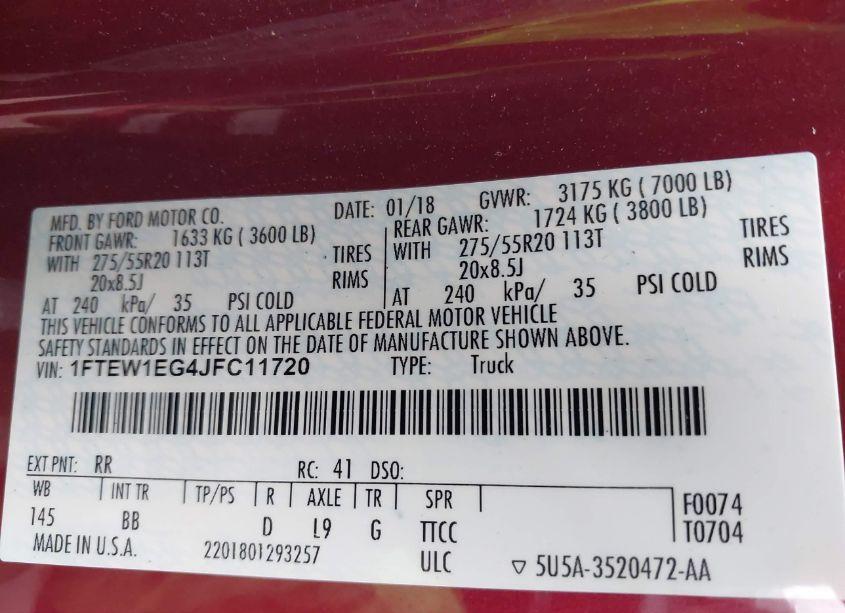 MFD. BY FORD MOTOR CO. DATE: 01/18 GVWR: 3175 KG ( 7000 LB)
FRONT GAWR: 1633 KG ( 3600 LB) REAR GAWR: 1724 KG ( 3800 LB)
WITH 275/55R20 113T TIRES WITH 275/55R20 113T TIRES
20x8.5J RIMS 20x8.5J RIMS
AT 240 kPa/ 35 PSI COLD AT 240 kPa/ 35 PSI COLD
THIS VEHICLE CONFORMS TO ALL APPLICABLE FEDERAL MOTOR VEHICLE
SAFETY STANDARDS IN EFFECT ON THE DATE OF MANUFACTURE SHOWN ABOVE.
VIN: 1FTEW1EG4JFC11720 TYPE: Truck
EXT PNT: RR RC: 41 DSO:
WB INT TR TP/PS R AXLE TR SPR F0074
145 BB D L9 G TTCC T0704
MADE IN U.S.A. 2201801293257 ULC ▽ 5U5A-3520472-AA